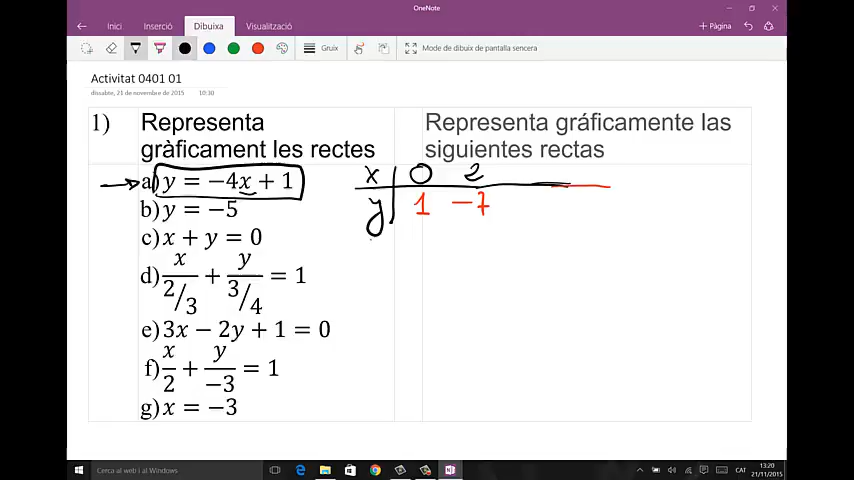 OneNote
Inici Inserció Dibuixa Visualització + Pàgina
Gruix Mode de dibuix de pantalla sencera
Activitat 0401 01
dissabte, 21 de novembre de 2015 10:30
1) Representa gràficament les rectes
Representa gráficamente las siguientes rectas
a) y = −4x + 1
b) y = −5
c) x + y = 0
d) x/(2/3) + y/(3/4) = 1
e) 3x − 2y + 1 = 0
f) x/2 + y/−3 = 1
g) x = −3
x 0 2
y 1 −7
Cerca al web i al Windows
CAT
13:20
21/11/2015